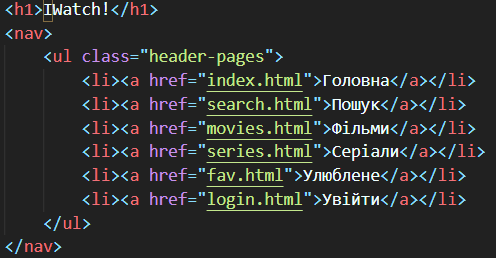 <h1>IWatch!</h1>
<nav>
    <ul class="header-pages">
        <li><a href="index.html">Головна</a></li>
        <li><a href="search.html">Пошук</a></li>
        <li><a href="movies.html">Фільми</a></li>
        <li><a href="series.html">Серіали</a></li>
        <li><a href="fav.html">Улюблене</a></li>
        <li><a href="login.html">Увійти</a></li>
    </ul>
</nav>